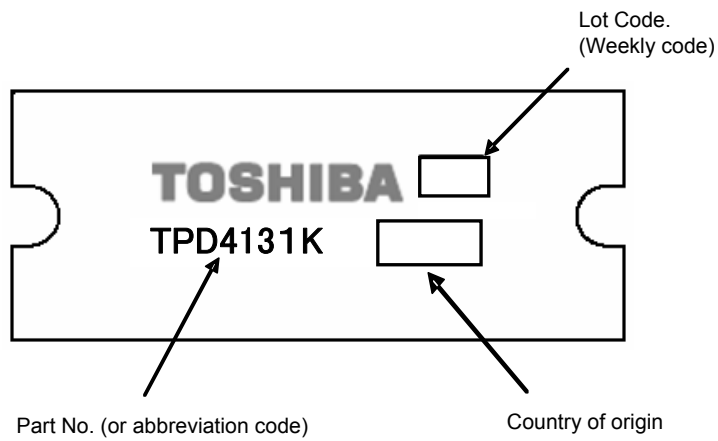 Lot Code.
(Weekly code)
TOSHIBA
TPD4131K
Part No. (or abbreviation code)
Country of origin